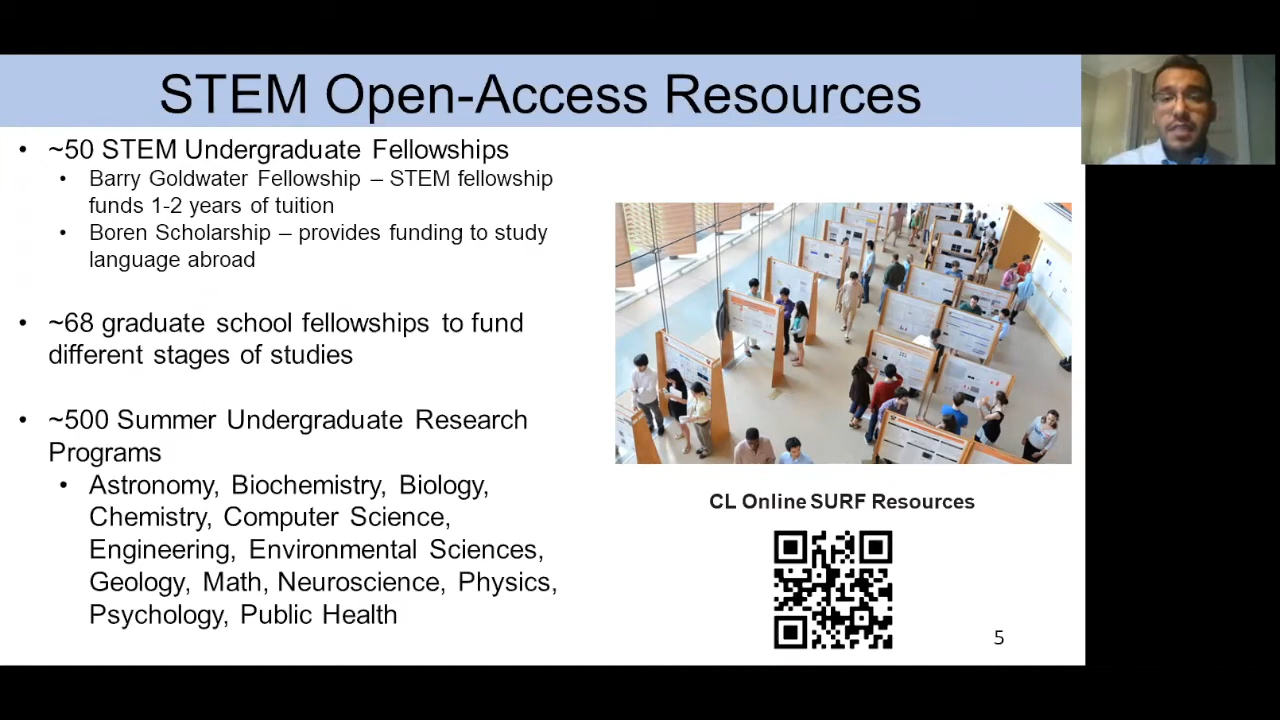 STEM Open-Access Resources
• ~50 STEM Undergraduate Fellowships
• Barry Goldwater Fellowship – STEM fellowship
funds 1-2 years of tuition
• Boren Scholarship – provides funding to study
language abroad
• ~68 graduate school fellowships to fund
different stages of studies
• ~500 Summer Undergraduate Research
Programs
• Astronomy, Biochemistry, Biology,
Chemistry, Computer Science,
Engineering, Environmental Sciences,
Geology, Math, Neuroscience, Physics,
Psychology, Public Health
CL Online SURF Resources
5